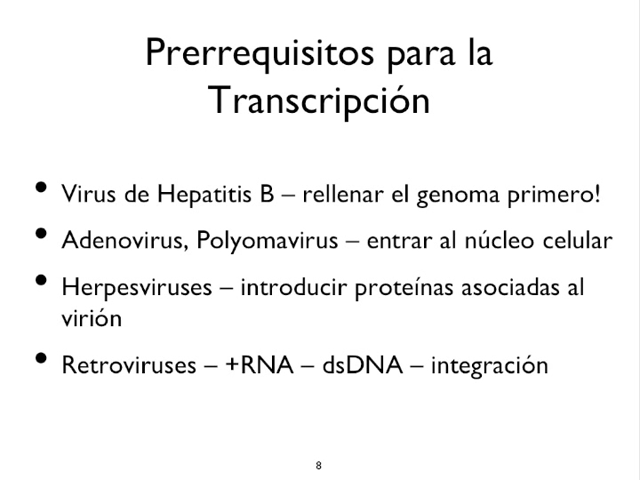 Prerrequisitos para la
Transcripción
• Virus de Hepatitis B – rellenar el genoma primero!
• Adenovirus, Polyomavirus – entrar al núcleo celular
• Herpesviruses – introducir proteínas asociadas al
virión
• Retroviruses – +RNA – dsDNA – integración
8